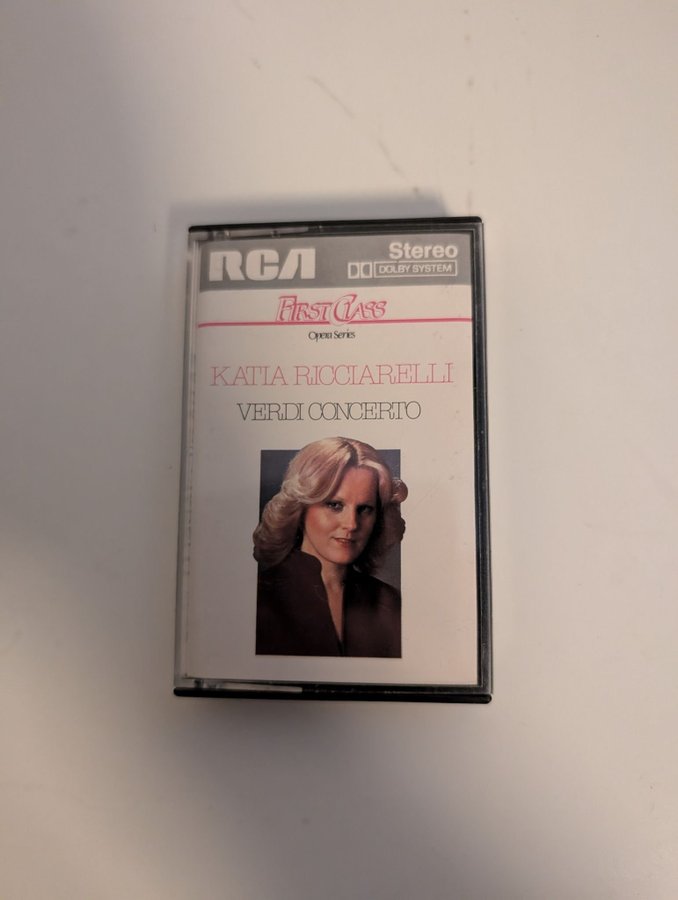 RCA
Stereo
DOLBY SYSTEM
FIRST CLASS
Opera Series
KATIA RICCIARELLI
VERDI CONCERTO